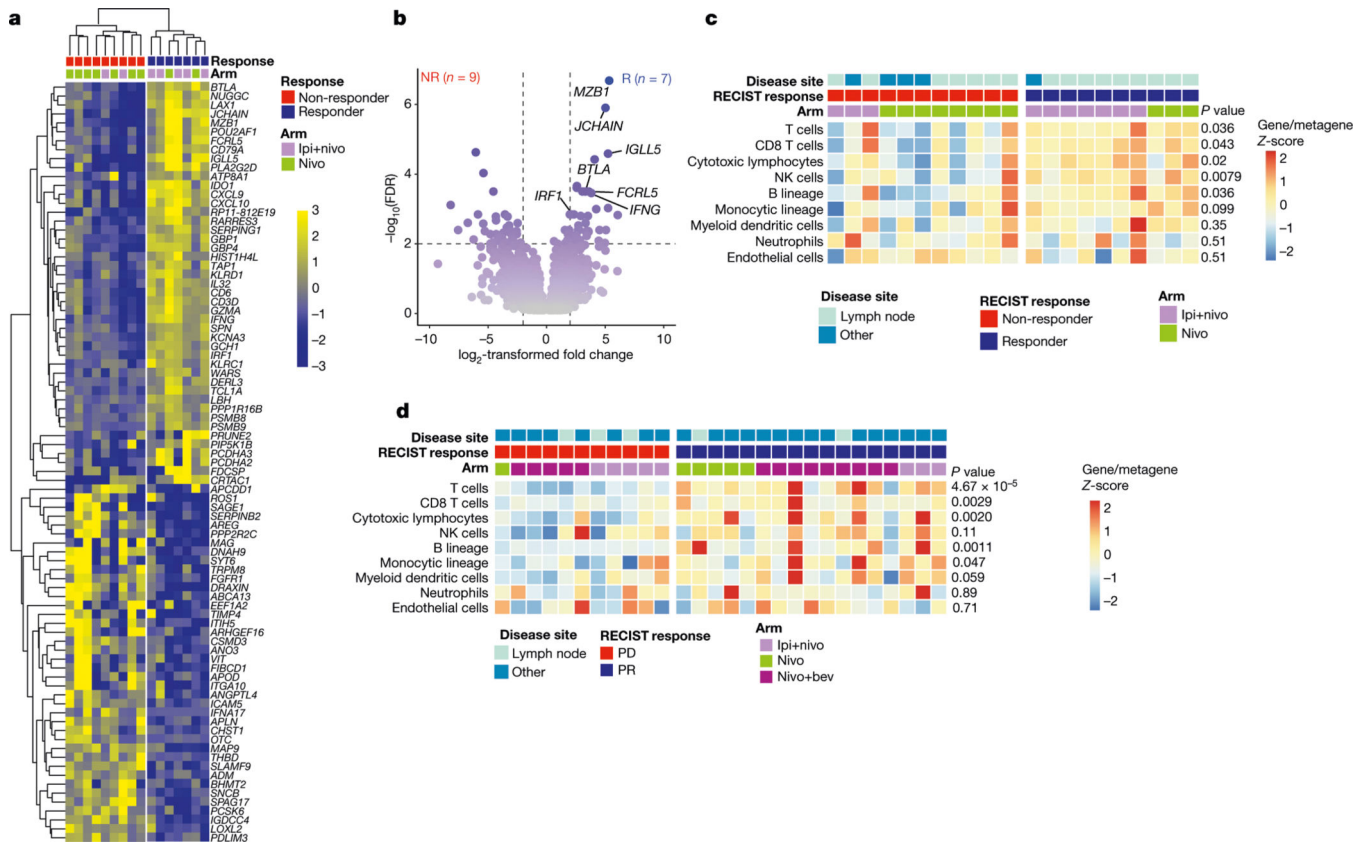 a
Response
Arm
BTLA
NUGGC
LAX1
JCHAIN
MZB1
POU2AF1
FCRL5
CD79A
IGLL5
PLA2G2D
ATP8A1
IDO1
CXCL9
CXCL10
RP11-812E19
RARRES3
SERPING1
GBP1
GBP4
HIST1H4L
TAP1
KLRD1
IL32
CD6
CD3D
GZMA
IFNG
SPN
KCNA3
GCH1
IRF1
KLRC1
WARS
DERL3
TCL1A
LBH
PPP1R16B
PSMB8
PSMB9
PRUNE2
PIP5K1B
PCDHA3
PCDHA2
FDCSP
CRTAC1
APCDD1
ROS1
SAGE1
SERPINB2
AREG
PPP2R2C
MAG
DNAH9
SYT6
TRPM8
FGFR1
DRAXIN
ABCA13
EEF1A2
TIMP4
ITIH5
ARHGEF16
CSMD3
ANO3
VIT
FIBCD1
APOD
ITGA10
ANGPTL4
ICAM5
IFNA17
APLN
CHST1
OTC
MAP9
THBD
SLAMF9
ADM
BHMT2
SNCB
SPAG17
PCSK6
IGDCC4
LOXL2
PDLIM3
Response
Non-responder
Responder
Arm
Ipi+nivo
Nivo
3
2
1
0
−1
−2
−3
b
NR (n = 9)
R (n = 7)
MZB1
JCHAIN
IGLL5
BTLA
FCRL5
IRF1
IFNG
−log10(FDR)
6
4
2
0
−10
−5
0
5
10
log2-transformed fold change
c
Disease site
RECIST response
Arm
P value
T cells 0.036
CD8 T cells 0.043
Cytotoxic lymphocytes 0.02
NK cells 0.0079
B lineage 0.036
Monocytic lineage 0.099
Myeloid dendritic cells 0.35
Neutrophils 0.51
Endothelial cells 0.51
Gene/metagene
Z-score
2
1
0
−1
−2
Disease site
Lymph node
Other
RECIST response
Non-responder
Responder
Arm
Ipi+nivo
Nivo
d
Disease site
RECIST response
Arm
P value
T cells 4.67 × 10−5
CD8 T cells 0.0029
Cytotoxic lymphocytes 0.0020
NK cells 0.11
B lineage 0.0011
Monocytic lineage 0.047
Myeloid dendritic cells 0.059
Neutrophils 0.89
Endothelial cells 0.71
Gene/metagene
Z-score
2
1
0
−1
−2
Disease site
Lymph node
Other
RECIST response
PD
PR
Arm
Ipi+nivo
Nivo
Nivo+bev